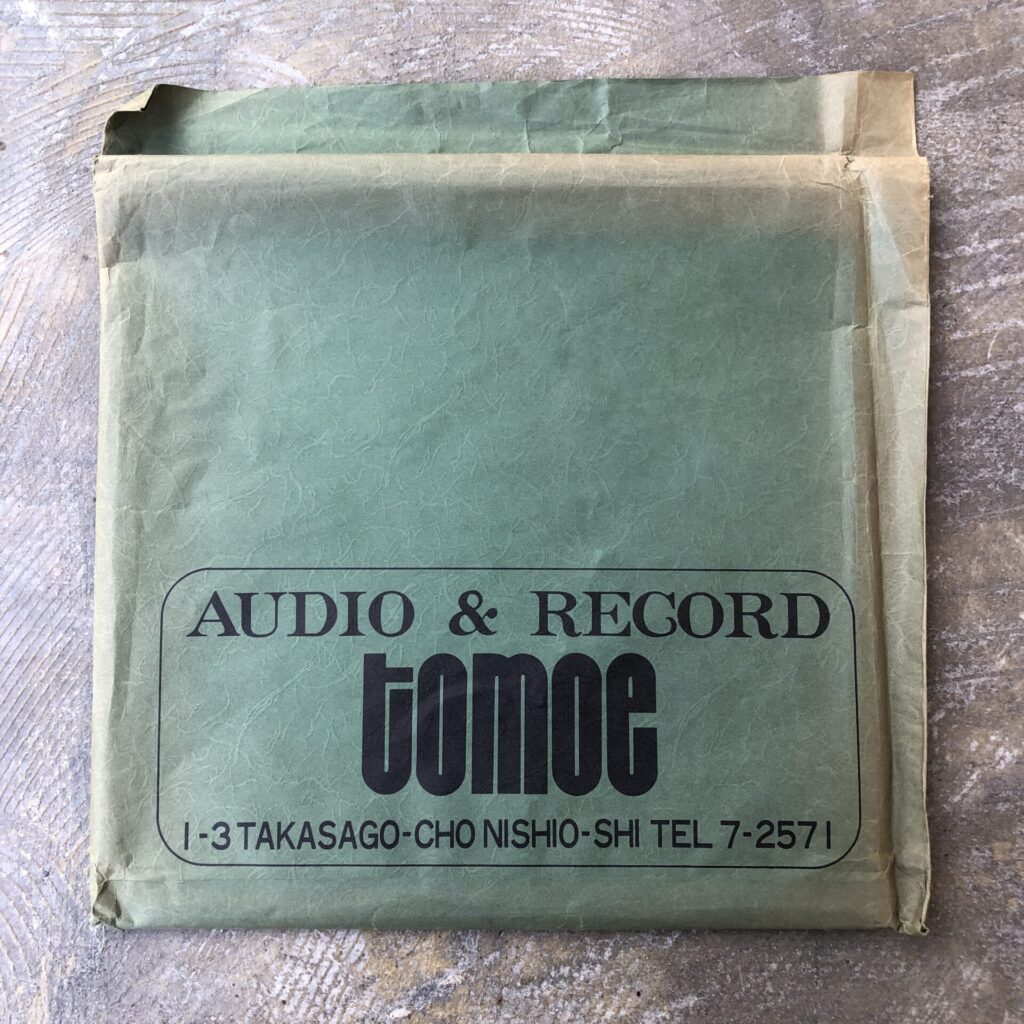 AUDIO & RECORD
tomoe
1-3 TAKASAGO-CHO NISHIO-SHI TEL 7-2571